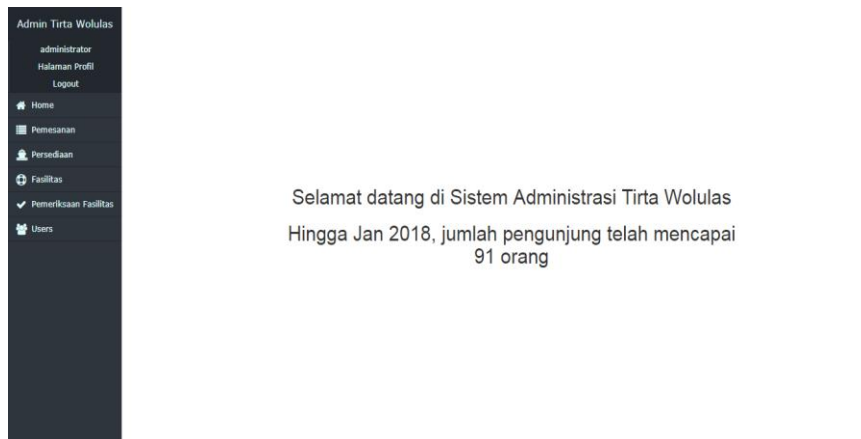 Admin Tirta Wolulas
administrator
Halaman Profil
Logout
Home
Pemesanan
Persediaan
Fasilitas
Pemeriksaan Fasilitas
Users
Selamat datang di Sistem Administrasi Tirta Wolulas
Hingga Jan 2018, jumlah pengunjung telah mencapai
91 orang